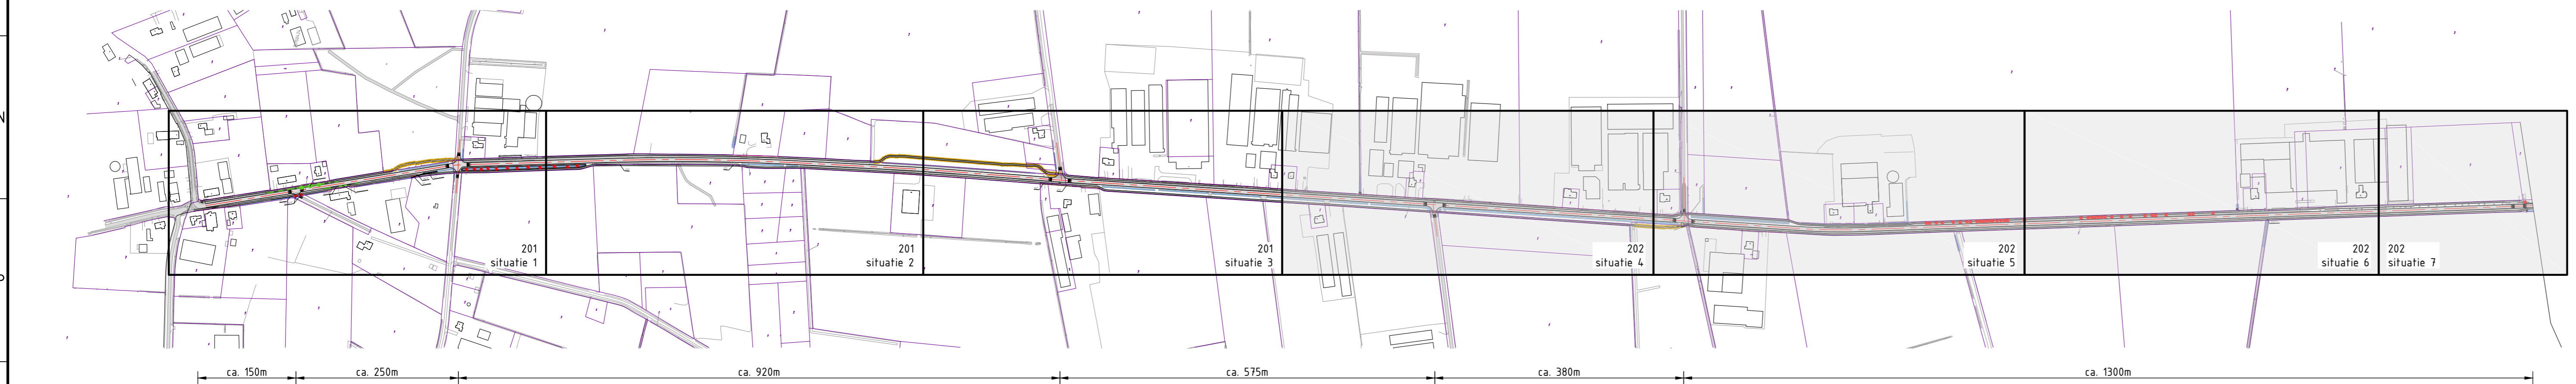 201
situatie 1
201
situatie 2
201
situatie 3
202
situatie 4
202
situatie 5
202
situatie 6
202
situatie 7
ca. 150m
ca. 250m
ca. 920m
ca. 575m
ca. 380m
ca. 1300m